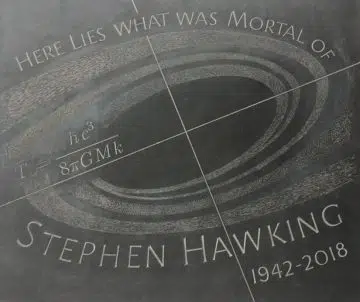 HERE LIES WHAT WAS MORTAL OF
T = ħc³ / 8πGMk
STEPHEN HAWKING
1942-2018